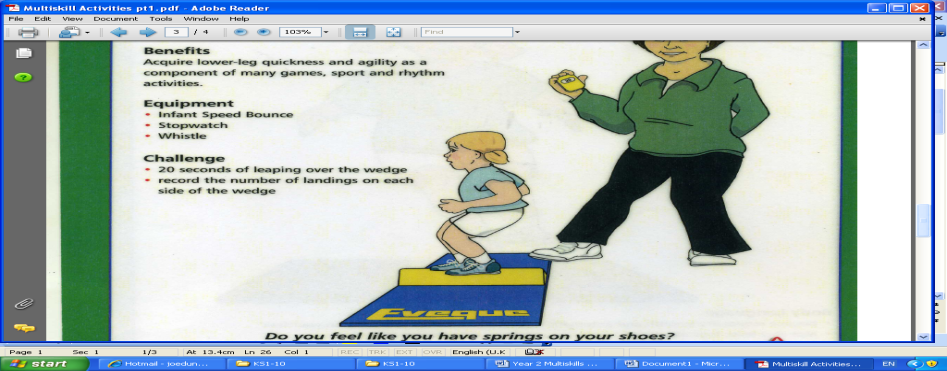 Multiskill Activities pt1.pdf - Adobe Reader
File Edit View Document Tools Window Help
3 / 4 103% Find
Benefits
Acquire lower-leg quickness and agility as a
component of many games, sport and rhythm
activities.
Equipment
• Infant Speed Bounce
• Stopwatch
• Whistle
Challenge
• 20 seconds of leaping over the wedge
• record the number of landings on each
side of the wedge
Eveque
Do you feel like you have springs on your shoes?
Page 1 Sec 1 1/3 At 13.4cm Ln 26 Col 1 REC TRK EXT OVR English (U.K
start Hotmail - joedun... KS1-10 KS1-10 Year 2 Multiskills ... Document1 - Micr... Multiskill Activities... EN